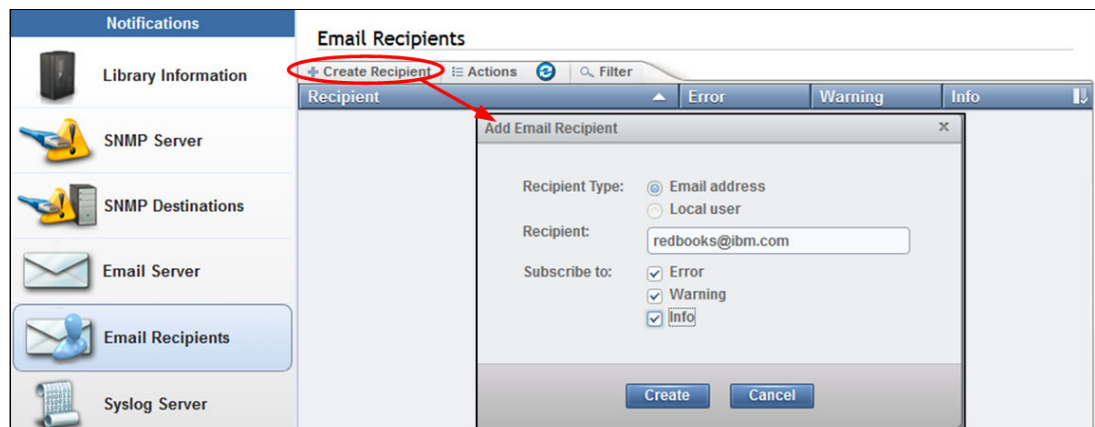 Notifications
Library Information
SNMP Server
SNMP Destinations
Email Server
Email Recipients
Syslog Server
Email Recipients
Create Recipient Actions Filter
Recipient Error Warning Info
Add Email Recipient x
Recipient Type: Email address
Local user
Recipient: redbooks@ibm.com
Subscribe to: Error
Warning
Info
Create Cancel